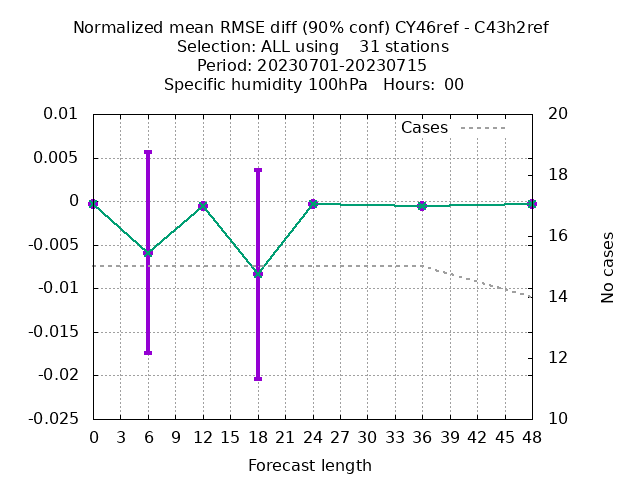 Normalized mean RMSE diff (90% conf) CY46ref - C43h2ref
Selection: ALL using    31 stations
Period: 20230701-20230715
Specific humidity 100hPa   Hours:  00
Cases
0.01
0.005
0
-0.005
-0.01
-0.015
-0.02
-0.025
20
18
16
14
12
10
No cases
0 3 6 9 12 15 18 21 24 27 30 33 36 39 42 45 48
Forecast length